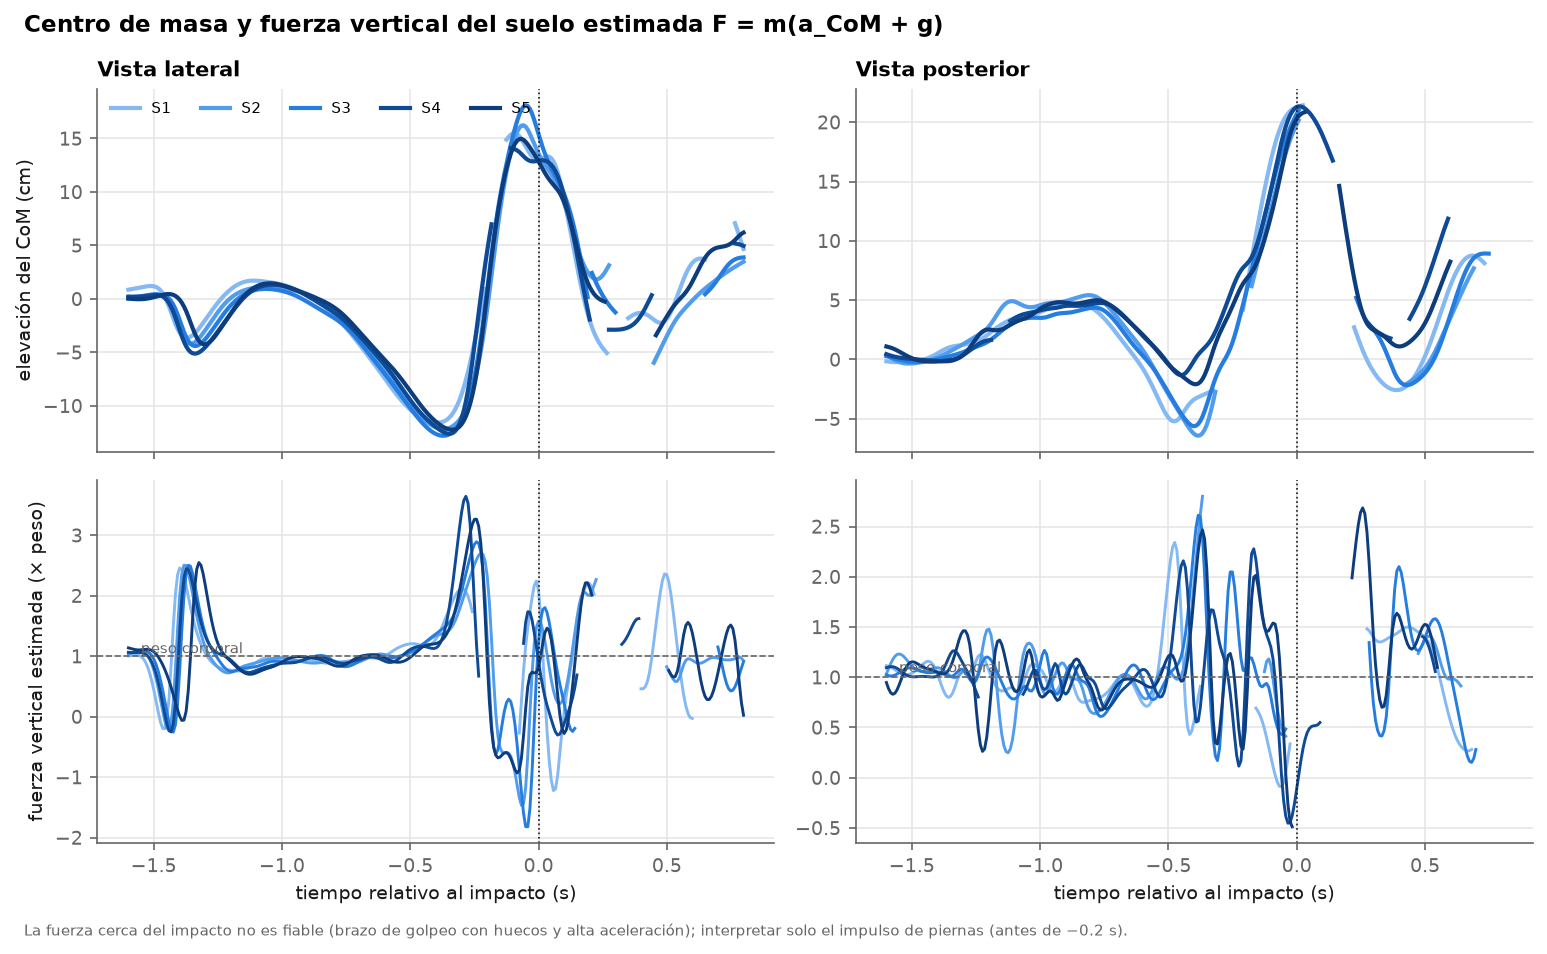 Centro de masa y fuerza vertical del suelo estimada F = m(a_CoM + g)
Vista lateral
Vista posterior
S1 S2 S3 S4 S5
elevación del CoM (cm)
15
10
5
0
−5
−10
20
15
10
5
0
−5
fuerza vertical estimada (× peso)
3
2
1
0
−1
−2
peso corporal
2.5
2.0
1.5
1.0
0.5
0.0
−0.5
peso corporal
−1.5 −1.0 −0.5 0.0 0.5
−1.5 −1.0 −0.5 0.0 0.5
tiempo relativo al impacto (s)
tiempo relativo al impacto (s)
La fuerza cerca del impacto no es fiable (brazo de golpeo con huecos y alta aceleración); interpretar solo el impulso de piernas (antes de −0.2 s).